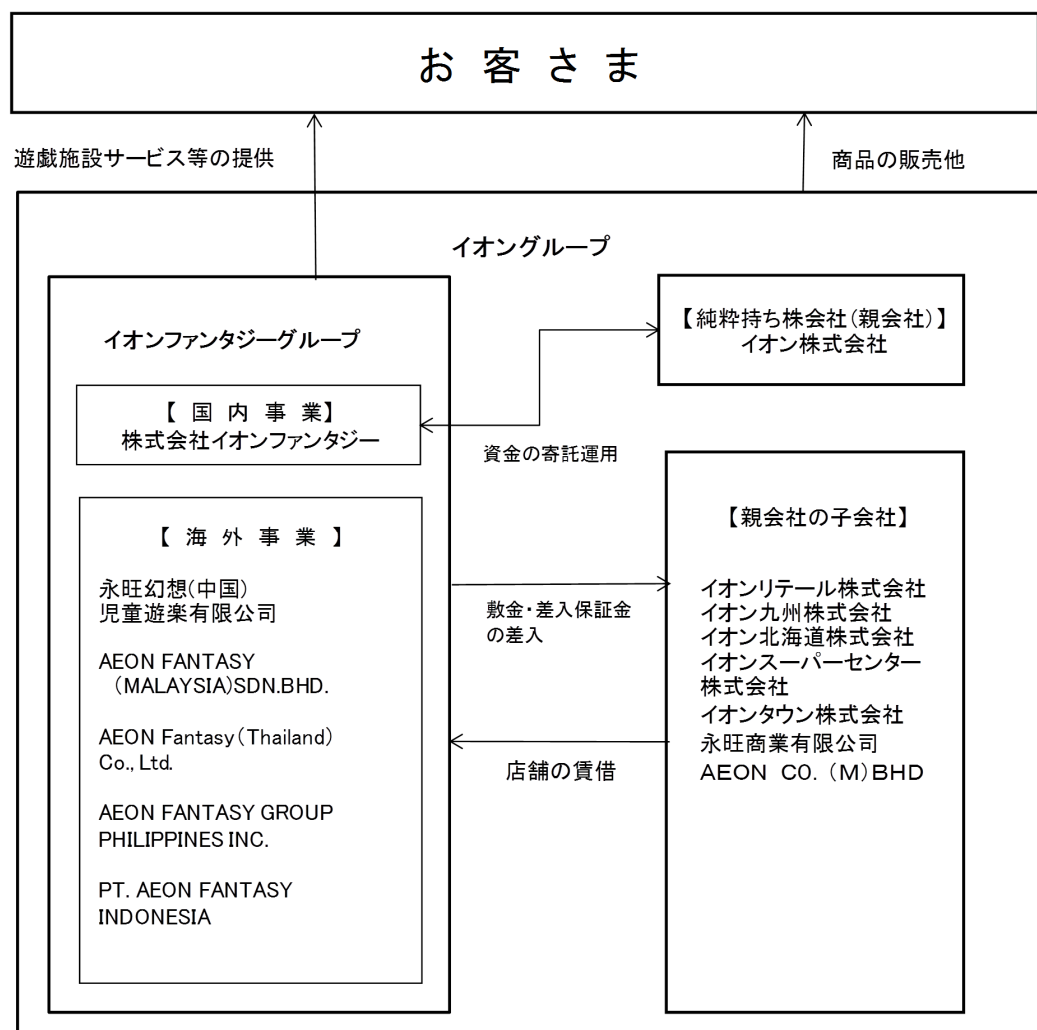 お 客 さ ま
遊戯施設サービス等の提供
商品の販売他
イオングループ
イオンファンタジーグループ
【 国 内 事 業】
株式会社イオンファンタジー
【純粋持ち株会社(親会社)】
イオン株式会社
資金の寄託運用
【 海 外 事 業 】
永旺幻想(中国)
児童遊楽有限公司
AEON FANTASY
(MALAYSIA)SDN.BHD.
AEON Fantasy(Thailand)
Co., Ltd.
AEON FANTASY GROUP
PHILIPPINES INC.
PT. AEON FANTASY
INDONESIA
敷金・差入保証金
の差入
店舗の賃借
【親会社の子会社】
イオンリテール株式会社
イオン九州株式会社
イオン北海道株式会社
イオンスーパーセンター
株式会社
イオンタウン株式会社
永旺商業有限公司
AEON CO. (M)BHD